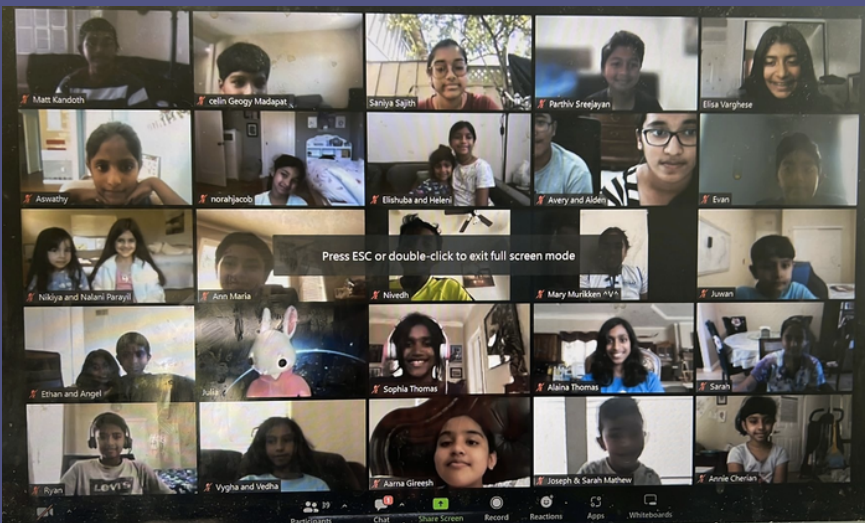 Matt Kandoth
celin Geogy Madapat
Saniya Sajith
Parthiv Sreejayan
Elisa Varghese
Aswathy
norahjacob
Elishuba and Heleni
Avery and Aiden
Evan
Press ESC or double-click to exit full screen mode
Nikiya and Nalani Parayil
Ann Maria
Nivedh
Mary Murikken ^V^
Juwan
Ethan and Angel
Julia
Sophia Thomas
Alaina Thomas
Sarah
LEVI'S
Ryan
Vygha and Vedha
Aarna Gireesh
Joseph & Sarah Mathew
Annie Cherian
39
1
Participants
Chat
Share Screen
Record
Reactions
Apps
Whiteboards